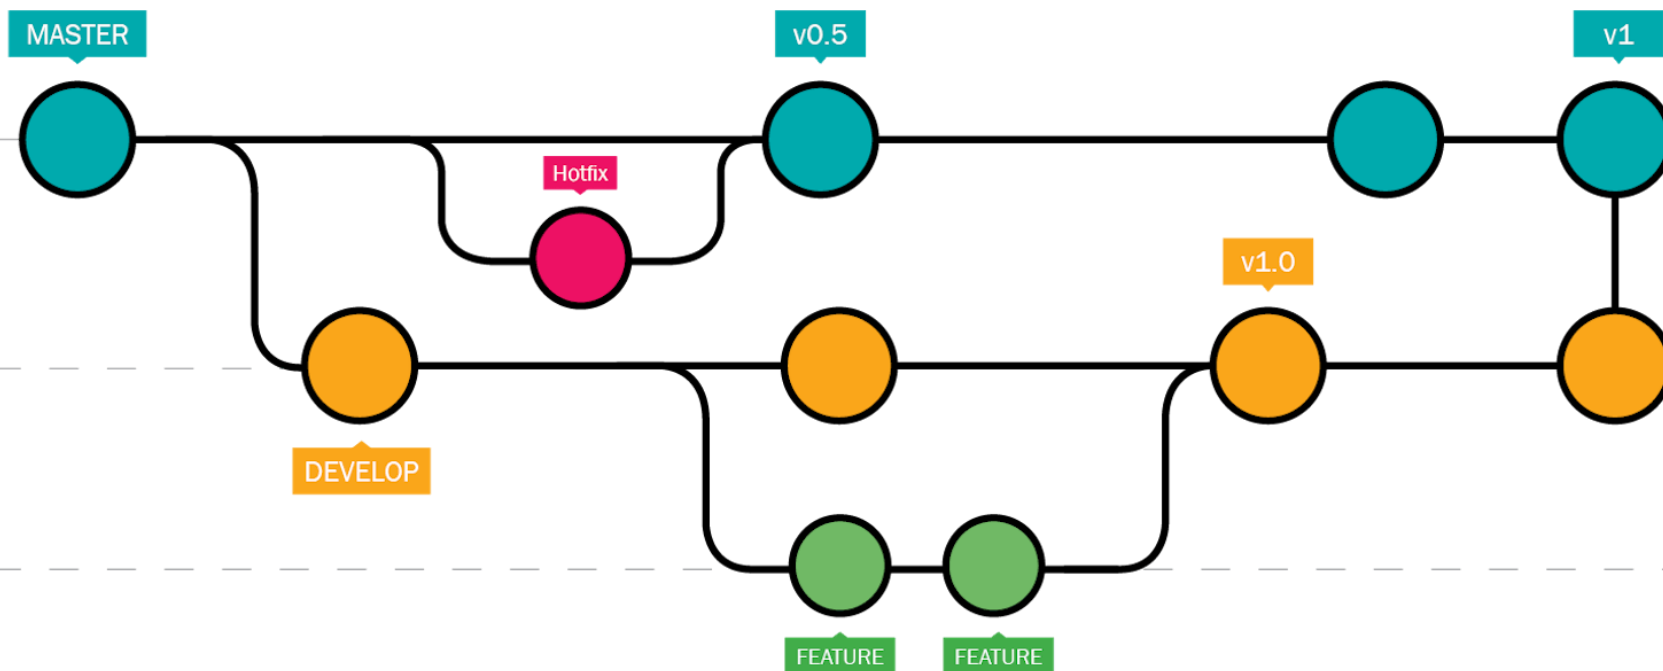 MASTER
v0.5
v1
Hotfix
v1.0
DEVELOP
FEATURE
FEATURE